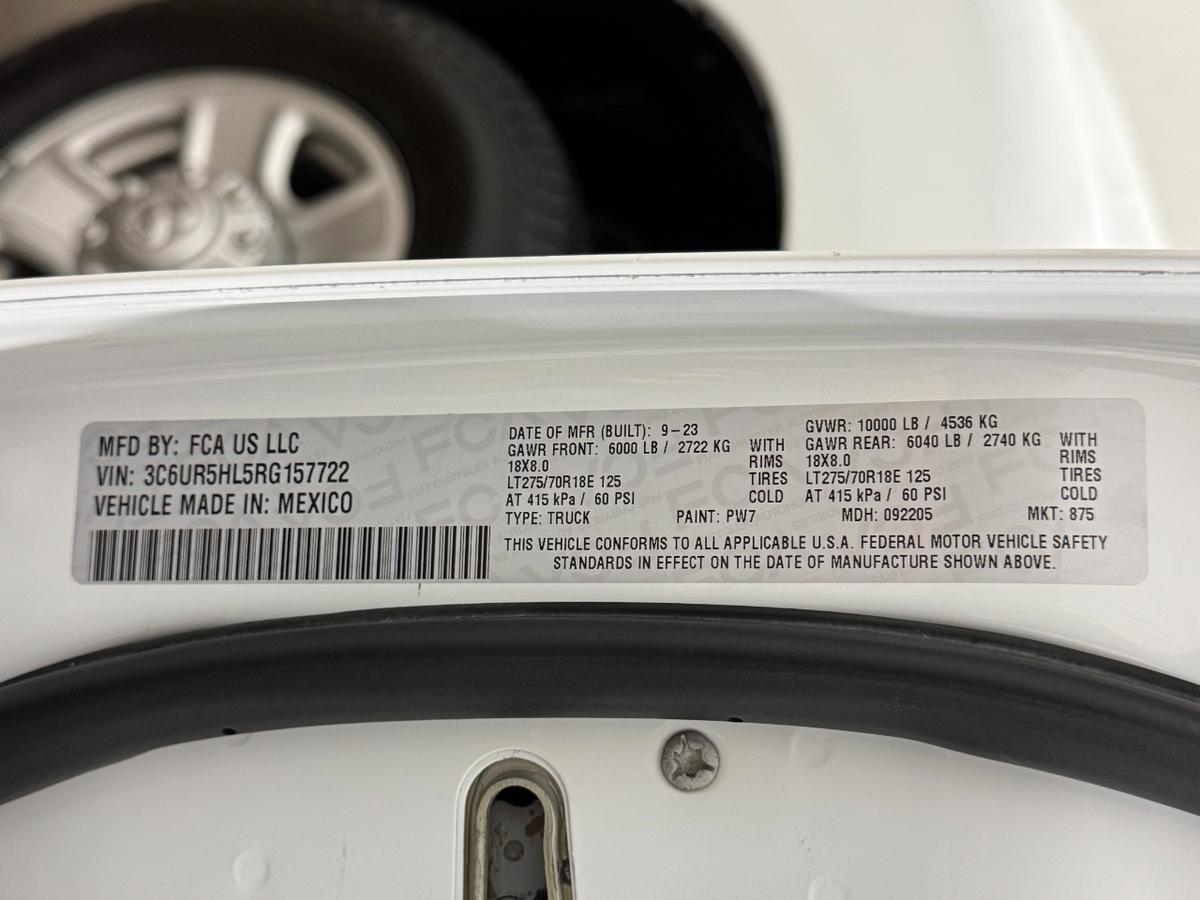 MFD BY: FCA US LLC
VIN: 3C6UR5HL5RG157722
VEHICLE MADE IN: MEXICO
DATE OF MFR (BUILT): 9-23
GAWR FRONT: 6000 LB / 2722 KG WITH
18X8.0 RIMS
LT275/70R18E 125 TIRES
AT 415 kPa / 60 PSI COLD
GVWR: 10000 LB / 4536 KG
GAWR REAR: 6040 LB / 2740 KG WITH
18X8.0 RIMS
LT275/70R18E 125 TIRES
AT 415 kPa / 60 PSI COLD
TYPE: TRUCK PAINT: PW7 MDH: 092205 MKT: 875
THIS VEHICLE CONFORMS TO ALL APPLICABLE U.S.A. FEDERAL MOTOR VEHICLE SAFETY
STANDARDS IN EFFECT ON THE DATE OF MANUFACTURE SHOWN ABOVE.